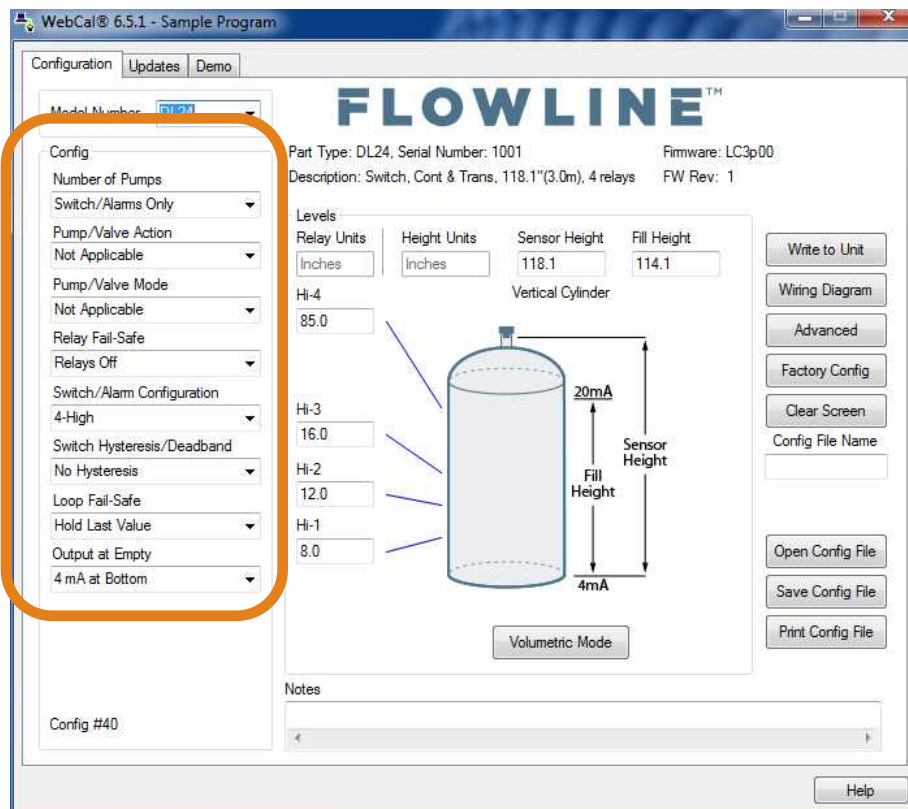 WebCal® 6.5.1 - Sample Program
Configuration Updates Demo
Model Number DL24
FLOWLINE™
Part Type: DL24, Serial Number: 1001 Firmware: LC3p00
Description: Switch, Cont & Trans, 118.1"(3.0m), 4 relays FW Rev: 1
Config
Number of Pumps
Switch/Alarms Only
Pump/Valve Action
Not Applicable
Pump/Valve Mode
Not Applicable
Relay Fail-Safe
Relays Off
Switch/Alarm Configuration
4-High
Switch Hysteresis/Deadband
No Hysteresis
Loop Fail-Safe
Hold Last Value
Output at Empty
4 mA at Bottom
Config #40
Levels
Relay Units Height Units Sensor Height Fill Height
Inches Inches 118.1 114.1
Hi-4 Vertical Cylinder
85.0
Hi-3
16.0
Hi-2
12.0
Hi-1
8.0
20mA
Sensor
Height
Fill
Height
4mA
Volumetric Mode
Write to Unit
Wiring Diagram
Advanced
Factory Config
Clear Screen
Config File Name
Open Config File
Save Config File
Print Config File
Notes
Help